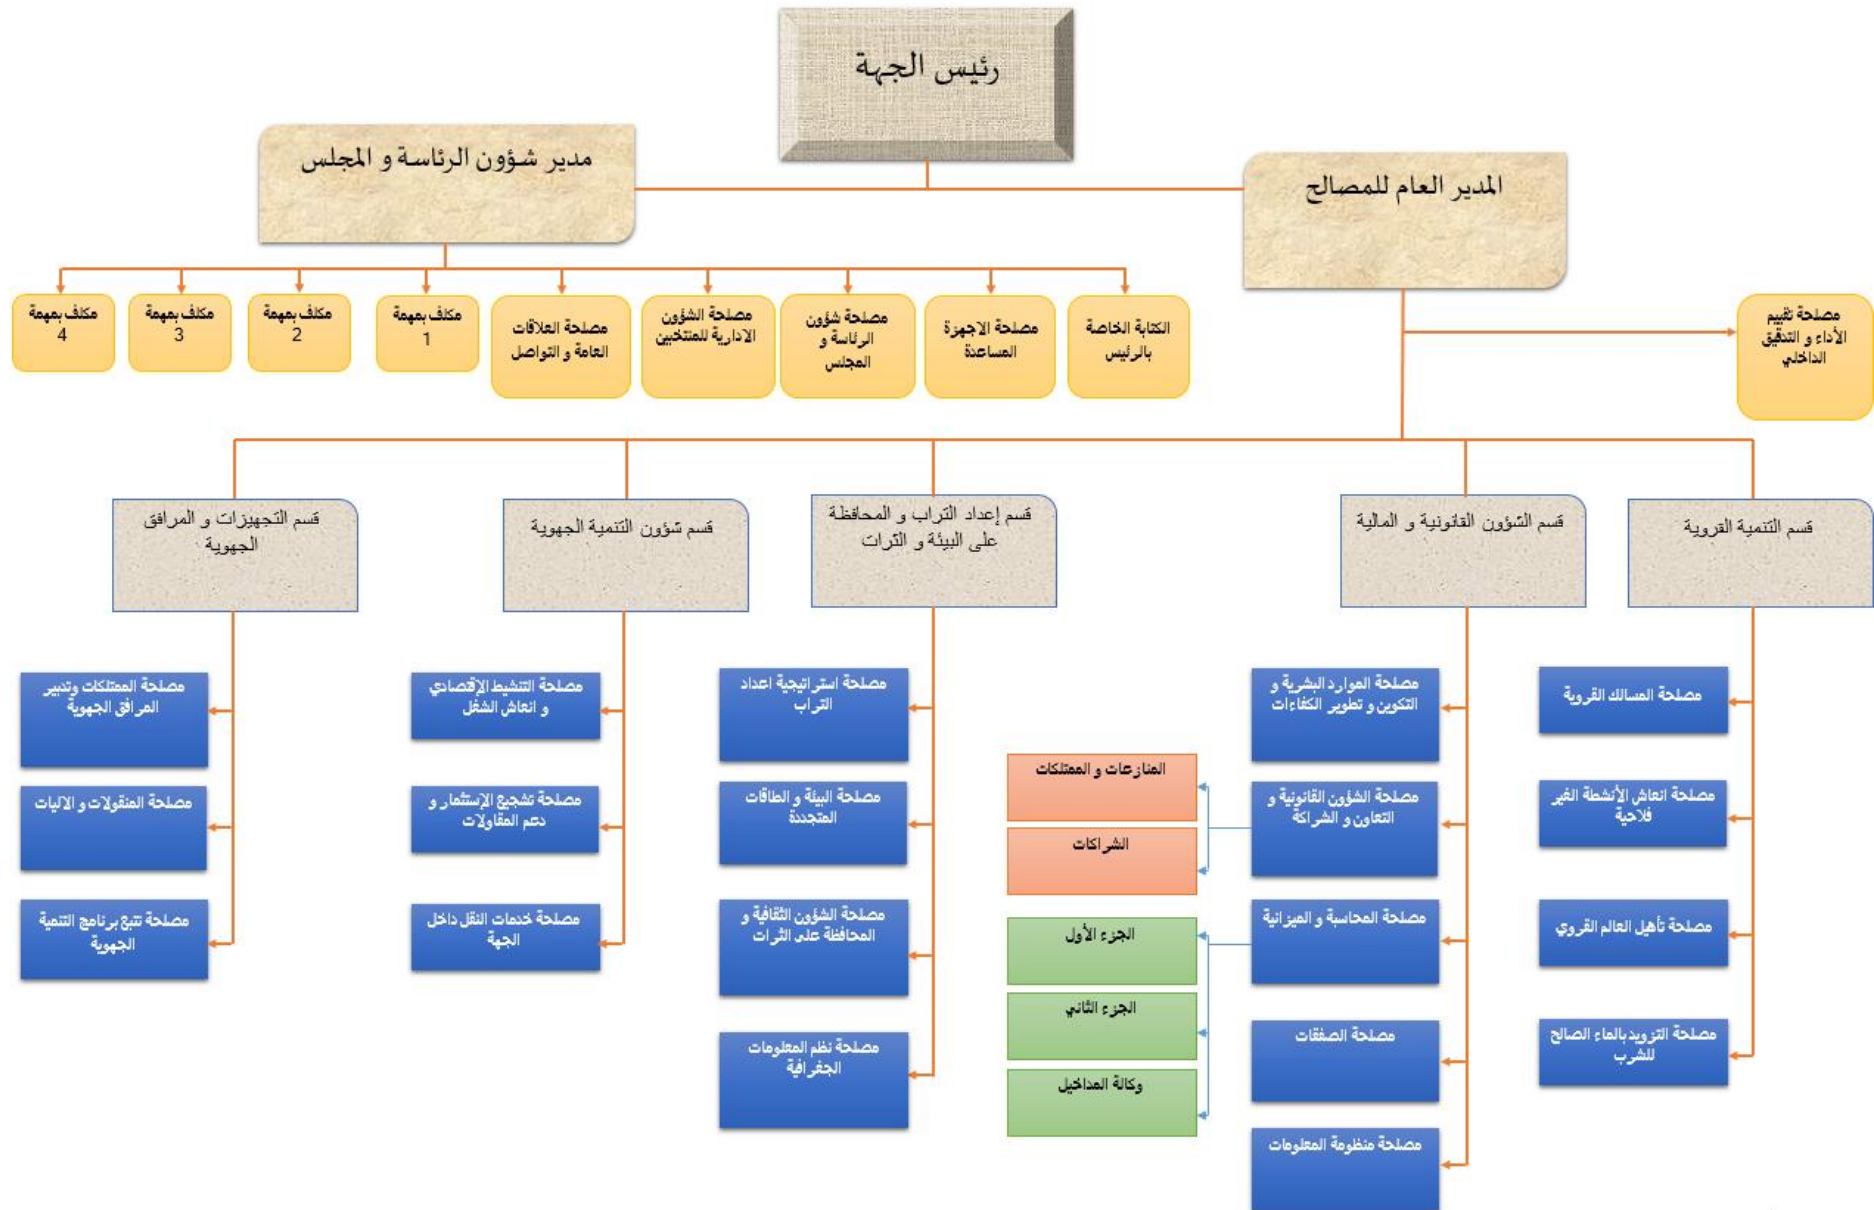 رئيس الجهة
مدير شؤون الرئاسة و المجلس
المدير العام للمصالح
مصلحة تقييم
الأداء و التدقيق
الداخلي
الكتابة الخاصة
بالرئيس
مصلحة الاجهزة
المساعدة
مصلحة شؤون
الرئاسة و
المجلس
مصلحة الشؤون
الادارية للمنتخبين
مصلحة العلاقات
العامة و التواصل
مكلف بمهمة
1
مكلف بمهمة
2
مكلف بمهمة
3
مكلف بمهمة
4
قسم التنمية القروية
قسم الشؤون القانونية و المالية
قسم إعداد التراب و المحافظة
على البيئة و الثرات
قسم شؤون التنمية الجهوية
قسم التجهيزات و المرافق
الجهوية
مصلحة المسالك القروية
مصلحة انعاش الأنشطة الغير
فلاحية
مصلحة تأهيل العالم القروي
مصلحة التزويد بالماء الصالح
للشرب
مصلحة الموارد البشرية و
التكوين و تطوير الكفاءات
مصلحة الشؤون القانونية و
التعاون و الشراكة
مصلحة المحاسبة و الميزانية
مصلحة الصفقات
مصلحة منظومة المعلومات
المنازعات و الممتلكات
الشراكات
الجزء الأول
الجزء الثاني
وكالة المداخيل
مصلحة استراتيجية اعداد
التراب
مصلحة البيئة و الطاقات
المتجددة
مصلحة الشؤون الثقافية و
المحافظة على الثرات
مصلحة نظم المعلومات
الجغرافية
مصلحة التنشيط الإقتصادي
و انعاش الشغل
مصلحة تشجيع الإستثمار و
دعم المقاولات
مصلحة خدمات النقل داخل
الجهة
مصلحة الممتلكات وتدبير
المرافق الجهوية
مصلحة المنقولات و الاليات
مصلحة تتبع برنامج التنمية
الجهوية